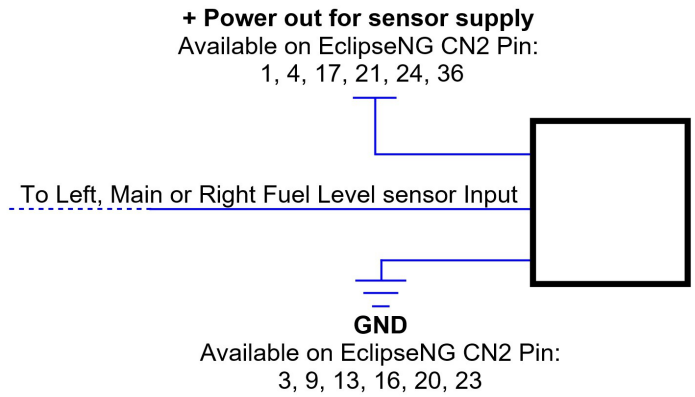 + Power out for sensor supply
Available on EclipseNG CN2 Pin:
1, 4, 17, 21, 24, 36
To Left, Main or Right Fuel Level sensor Input
GND
Available on EclipseNG CN2 Pin:
3, 9, 13, 16, 20, 23